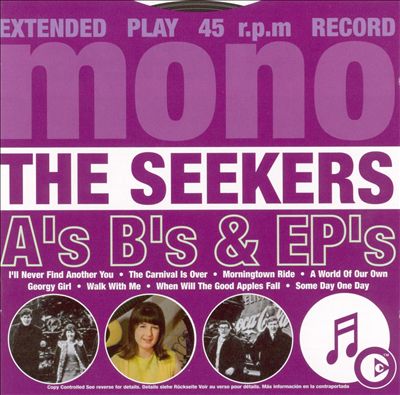 EXTENDED PLAY 45 r.p.m RECORD
mono
THE SEEKERS
A's B's & EP's
I'll Never Find Another You • The Carnival Is Over • Morningtown Ride • A World Of Our Own
Georgy Girl • Walk With Me • When Will The Good Apples Fall • Some Day One Day
Coca-Cola
Copy Controlled See reverse for details. Details siehe Rückseite Voir au verso pour détails. Más información en la contraportada